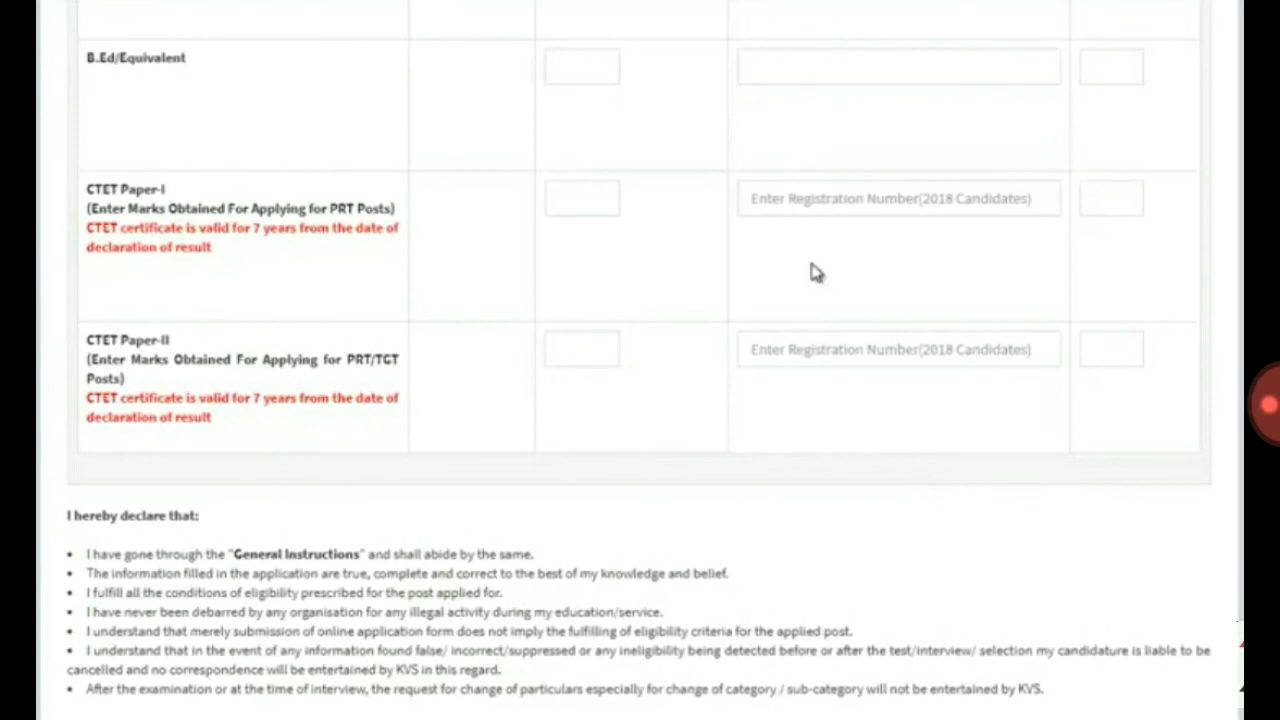 B.Ed/Equivalent
CTET Paper-I
(Enter Marks Obtained For Applying for PRT Posts)
CTET certificate is valid for 7 years from the date of
declaration of result
Enter Registration Number(2018 Candidates)
CTET Paper-II
(Enter Marks Obtained For Applying for PRT/TGT
Posts)
CTET certificate is valid for 7 years from the date of
declaration of result
Enter Registration Number(2018 Candidates)
I hereby declare that:
• I have gone through the "General Instructions" and shall abide by the same.
• The information filled in the application are true, complete and correct to the best of my knowledge and belief.
• I fulfill all the conditions of eligibility prescribed for the post applied for.
• I have never been debarred by any organisation for any illegal activity during my education/service.
• I understand that merely submission of online application form does not imply the fulfilling of eligibility criteria for the applied post.
• I understand that in the event of any information found false/ incorrect/suppressed or any ineligibility being detected before or after the test/interview/ selection my candidature is liable to be
cancelled and no correspondence will be entertained by KVS in this regard.
• After the examination or at the time of interview, the request for change of particulars especially for change of category / sub-category will not be entertained by KVS.